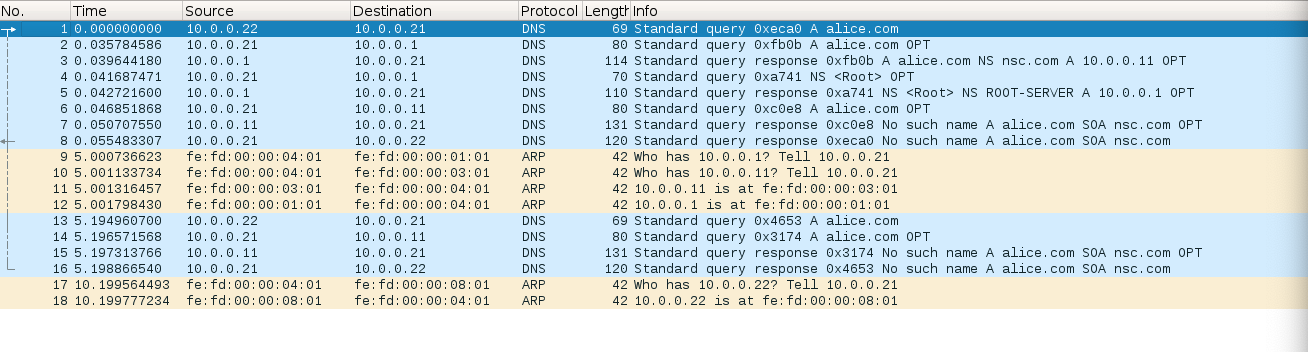 No. Time Source Destination Protocol Length Info
1 0.000000000 10.0.0.22 10.0.0.21 DNS 69 Standard query 0xeca0 A alice.com
2 0.035784586 10.0.0.21 10.0.0.1 DNS 80 Standard query 0xfb0b A alice.com OPT
3 0.039644180 10.0.0.1 10.0.0.21 DNS 114 Standard query response 0xfb0b A alice.com NS nsc.com A 10.0.0.11 OPT
4 0.041687471 10.0.0.21 10.0.0.1 DNS 70 Standard query 0xa741 NS <Root> OPT
5 0.042721600 10.0.0.1 10.0.0.21 DNS 110 Standard query response 0xa741 NS <Root> NS ROOT-SERVER A 10.0.0.1 OPT
6 0.046851868 10.0.0.21 10.0.0.11 DNS 80 Standard query 0xc0e8 A alice.com OPT
7 0.050707550 10.0.0.11 10.0.0.21 DNS 131 Standard query response 0xc0e8 No such name A alice.com SOA nsc.com OPT
8 0.055483307 10.0.0.21 10.0.0.22 DNS 120 Standard query response 0xeca0 No such name A alice.com SOA nsc.com
9 5.000736623 fe:fd:00:00:04:01 fe:fd:00:00:01:01 ARP 42 Who has 10.0.0.1? Tell 10.0.0.21
10 5.001133734 fe:fd:00:00:04:01 fe:fd:00:00:03:01 ARP 42 Who has 10.0.0.11? Tell 10.0.0.21
11 5.001316457 fe:fd:00:00:03:01 fe:fd:00:00:04:01 ARP 42 10.0.0.11 is at fe:fd:00:00:03:01
12 5.001798430 fe:fd:00:00:01:01 fe:fd:00:00:04:01 ARP 42 10.0.0.1 is at fe:fd:00:00:01:01
13 5.194960700 10.0.0.22 10.0.0.21 DNS 69 Standard query 0x4653 A alice.com
14 5.196571568 10.0.0.21 10.0.0.11 DNS 80 Standard query 0x3174 A alice.com OPT
15 5.197313766 10.0.0.11 10.0.0.21 DNS 131 Standard query response 0x3174 No such name A alice.com SOA nsc.com OPT
16 5.198866540 10.0.0.21 10.0.0.22 DNS 120 Standard query response 0x4653 No such name A alice.com SOA nsc.com
17 10.199564493 fe:fd:00:00:04:01 fe:fd:00:00:08:01 ARP 42 Who has 10.0.0.22? Tell 10.0.0.21
18 10.199777234 fe:fd:00:00:08:01 fe:fd:00:00:04:01 ARP 42 10.0.0.22 is at fe:fd:00:00:08:01